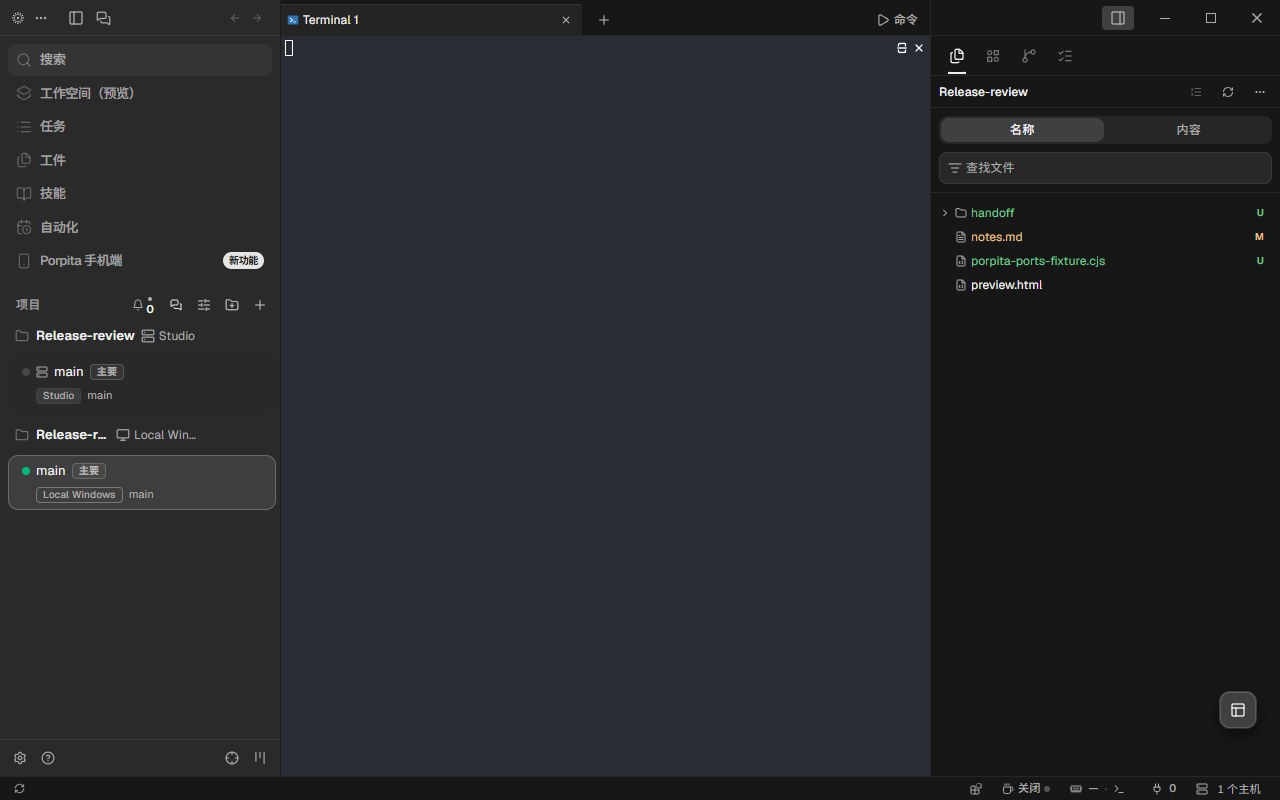 搜索
工作空间（预览）
任务
工件
技能
自动化
Porpita 手机端 新功能
项目 0
Release-review Studio
main 主要
Studio main
Release-r... Local Win...
main 主要
Local Windows main
Terminal 1
命令
Release-review
名称 内容
查找文件
handoff U
notes.md M
porpita-ports-fixture.cjs U
preview.html
关闭 0 1 个主机